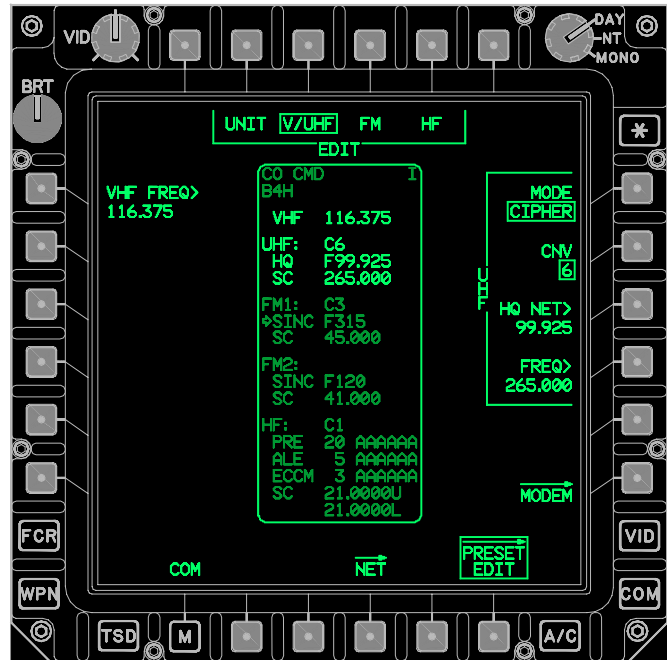 VID
DAY
NT
MONO
BRT
*
UNIT V/UHF FM HF
EDIT
VHF FREQ>
116.375
CO CMD I
B4H
VHF 116.375
UHF: C6
HQ F99.925
SC 265.000
FM1: C3
⇨SINC F315
SC 45.000
FM2:
SINC F120
SC 41.000
HF: C1
PRE 20 AAAAAA
ALE 5 AAAAAA
ECCM 3 AAAAAA
SC 21.0000U
21.0000L
UHF
MODE
CIPHER
CNV
6
HQ NET>
99.925
FREQ>
265.000
MODEM
COM
NET
PRESET
EDIT
FCR
WPN
VID
COM
TSD
M
A/C